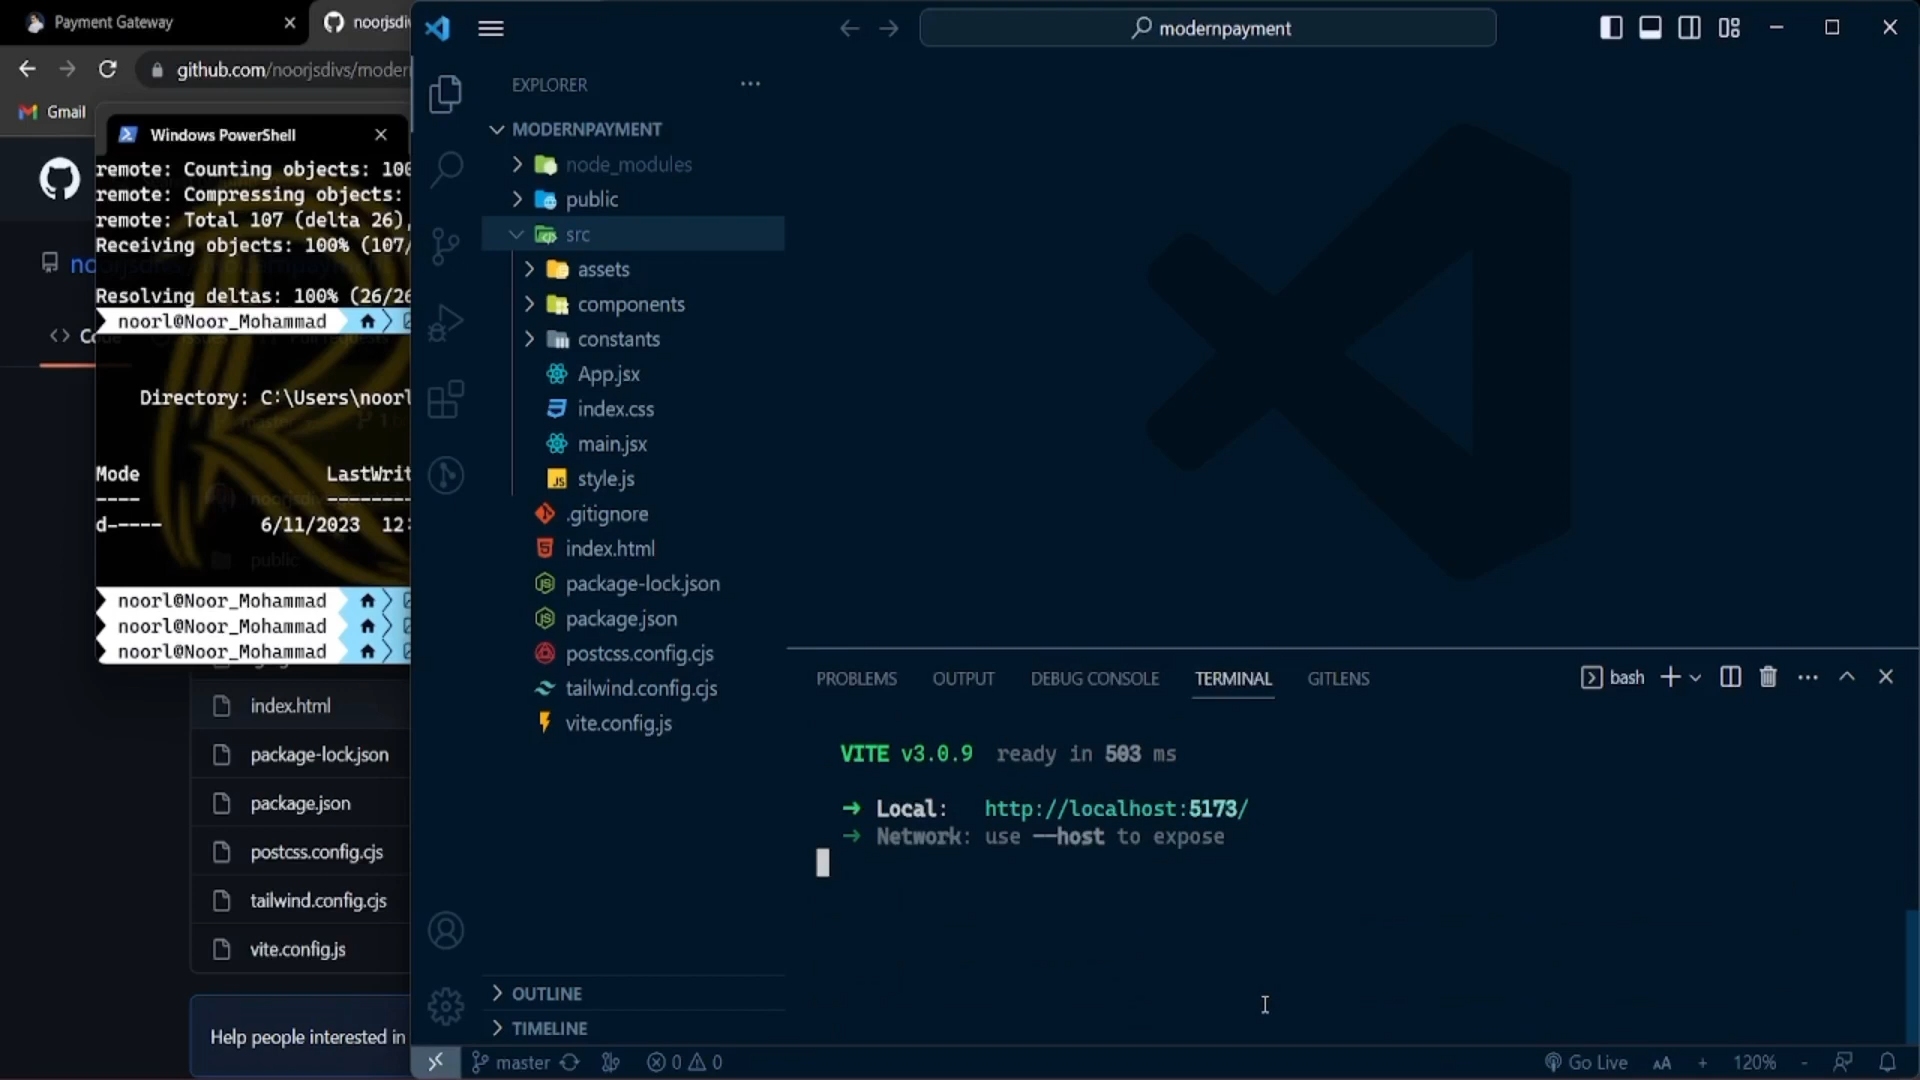 Payment Gateway
noorjsdiv
github.com/noorjsdivs/moder
Gmail
Windows PowerShell
remote: Counting objects: 100
remote: Compressing objects:
remote: Total 107 (delta 26),
Receiving objects: 100% (107/
Resolving deltas: 100% (26/26
noorl@Noor_Mohammad
Directory: C:\Users\noorl
Mode LastWrit
---- --------
d----- 6/11/2023 12:
public
noorl@Noor_Mohammad
noorl@Noor_Mohammad
noorl@Noor_Mohammad
index.html
package-lock.json
package.json
postcss.config.cjs
tailwind.config.cjs
vite.config.js
Help people interested in
modernpayment
EXPLORER
MODERNPAYMENT
node_modules
public
src
assets
components
constants
App.jsx
index.css
main.jsx
style.js
.gitignore
index.html
package-lock.json
package.json
postcss.config.cjs
tailwind.config.cjs
vite.config.js
OUTLINE
TIMELINE
PROBLEMS OUTPUT DEBUG CONSOLE TERMINAL GITLENS
bash
VITE v3.0.9 ready in 503 ms
➜ Local: http://localhost:5173/
➜ Network: use --host to expose
master 0 0
Go Live AA + 120% -